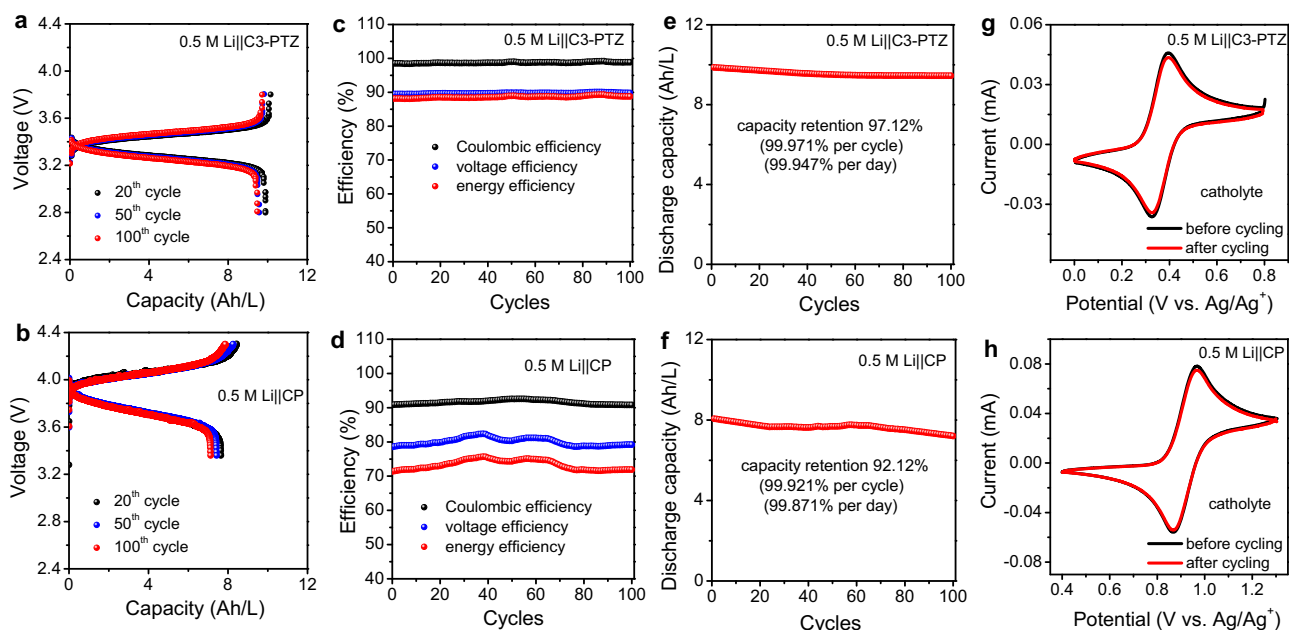 a
0.5 M Li||C3-PTZ
4.0
3.6
3.2
2.8
2.4
Voltage (V)
20th cycle
50th cycle
100th cycle
0 4 8 12
Capacity (Ah/L)
c
0.5 M Li||C3-PTZ
110
100
90
80
70
60
50
40
Efficiency (%)
Coulombic efficiency
voltage efficiency
energy efficiency
0 20 40 60 80 100
Cycles
e
0.5 M Li||C3-PTZ
12
9
6
3
0
Discharge capacity (Ah/L)
capacity retention 97.12%
(99.971% per cycle)
(99.947% per day)
0 20 40 60 80 100
Cycles
g
0.5 M Li||C3-PTZ
0.06
0.03
0.00
-0.03
Current (mA)
catholyte
before cycling
after cycling
0.0 0.2 0.4 0.6 0.8
Potential (V vs. Ag/Ag+)
b
4.4
4.0
3.6
3.2
2.8
2.4
Voltage (V)
0.5 M Li||CP
20th cycle
50th cycle
100th cycle
0 4 8 12
Capacity (Ah/L)
d
0.5 M Li||CP
110
100
90
80
70
60
50
40
Efficiency (%)
Coulombic efficiency
voltage efficiency
energy efficiency
0 20 40 60 80 100
Cycles
f
0.5 M Li||CP
12
8
4
0
Discharge capacity (Ah/L)
capacity retention 92.12%
(99.921% per cycle)
(99.871% per day)
0 20 40 60 80 100
Cycles
h
0.5 M Li||CP
0.08
0.04
0.00
-0.04
-0.08
Current (mA)
catholyte
before cycling
after cycling
0.4 0.6 0.8 1.0 1.2
Potential (V vs. Ag/Ag+)